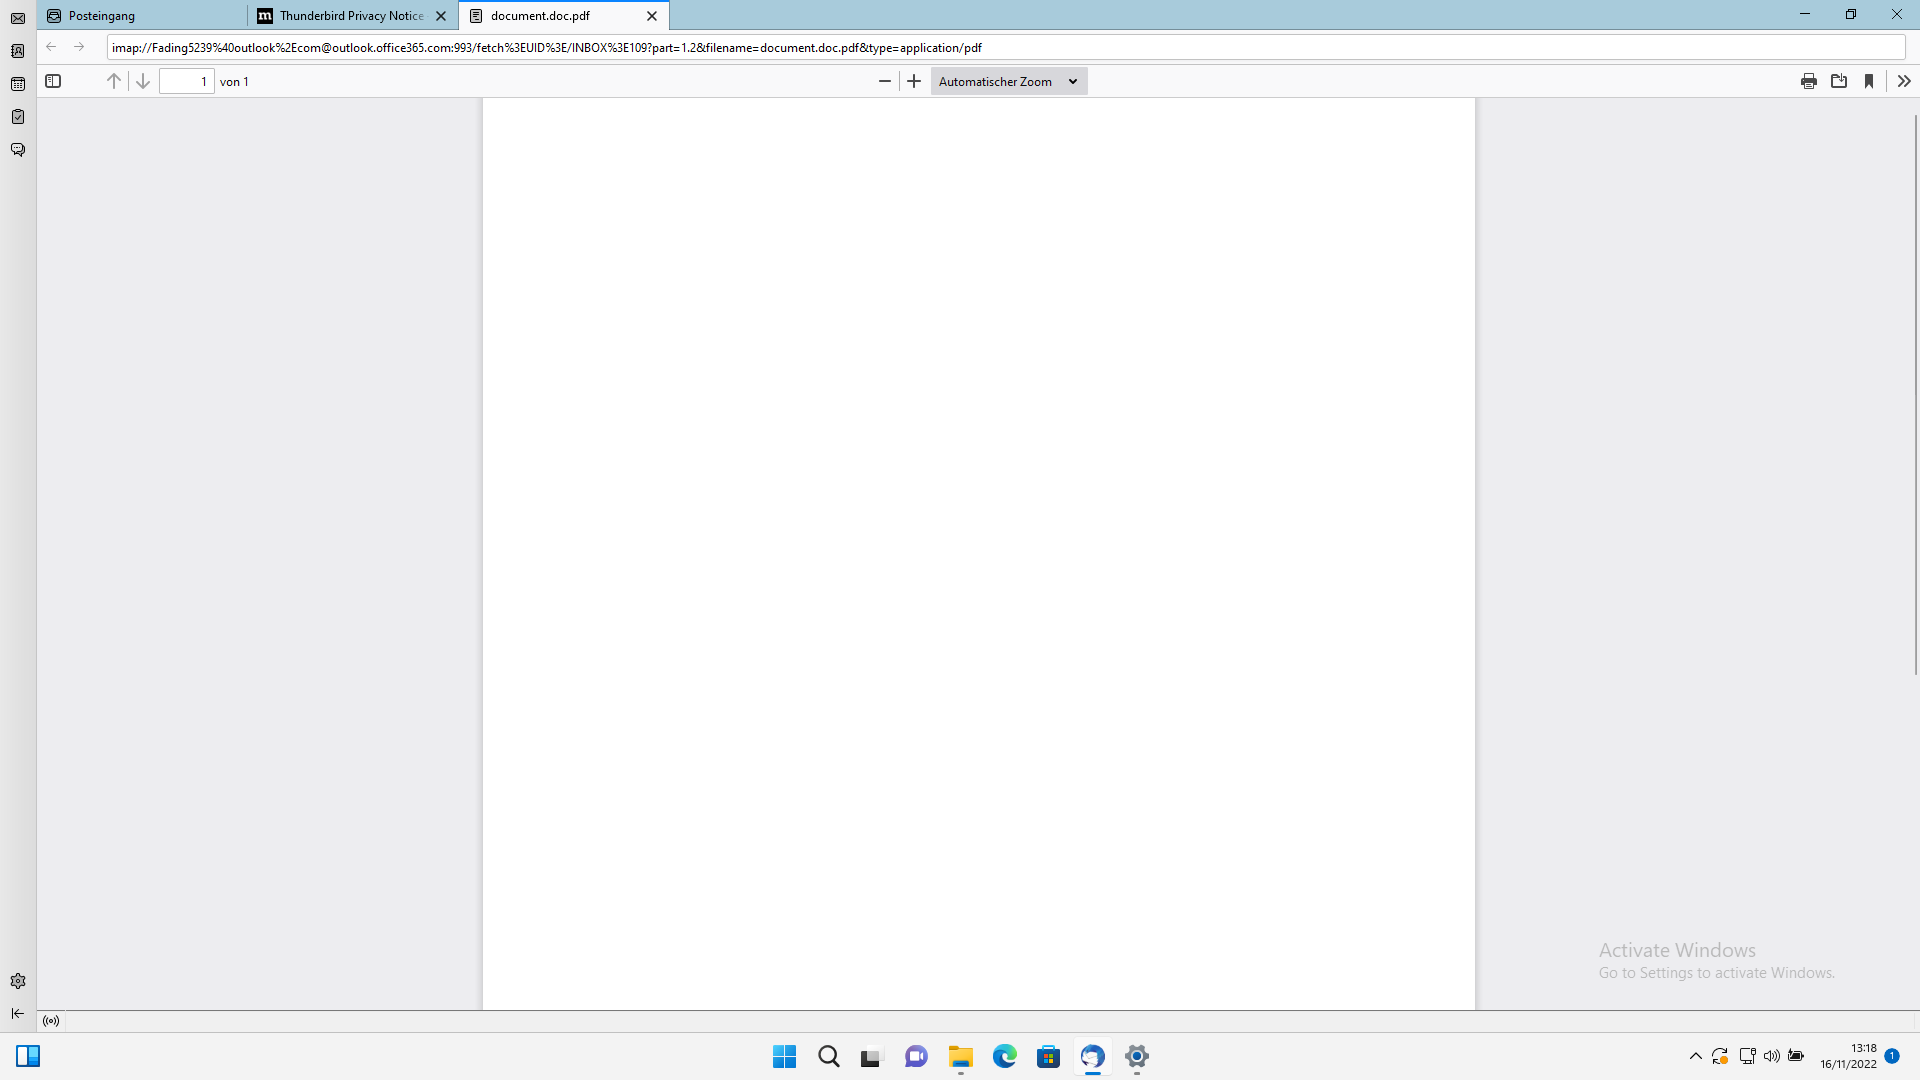 Posteingang
Thunderbird Privacy Notice
document.doc.pdf
imap://Fading5239%40outlook%2Ecom@outlook.office365.com:993/fetch%3EUID%3E/INBOX%3E109?part=1.2&filename=document.doc.pdf&type=application/pdf
1 von 1
Automatischer Zoom
Activate Windows
Go to Settings to activate Windows.
13:18
16/11/2022
1